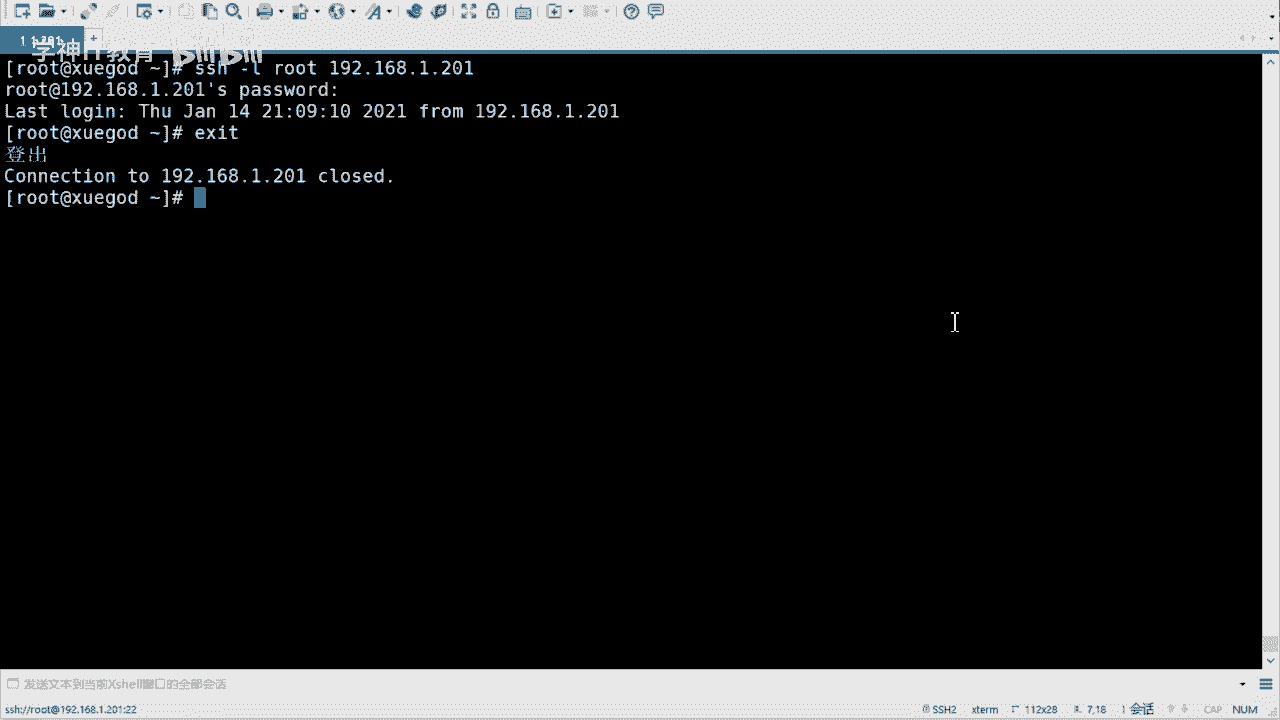 1 1.201
学神IT教育 bilibili
[root@xuegod ~]# ssh -l root 192.168.1.201
root@192.168.1.201's password:
Last login: Thu Jan 14 21:09:10 2021 from 192.168.1.201
[root@xuegod ~]# exit
登出
Connection to 192.168.1.201 closed.
[root@xuegod ~]#
发送文本到当前Xshell窗口的全部会话
ssh://root@192.168.1.201:22 SSH2 xterm 112x28 7,18 1 会话 CAP NUM